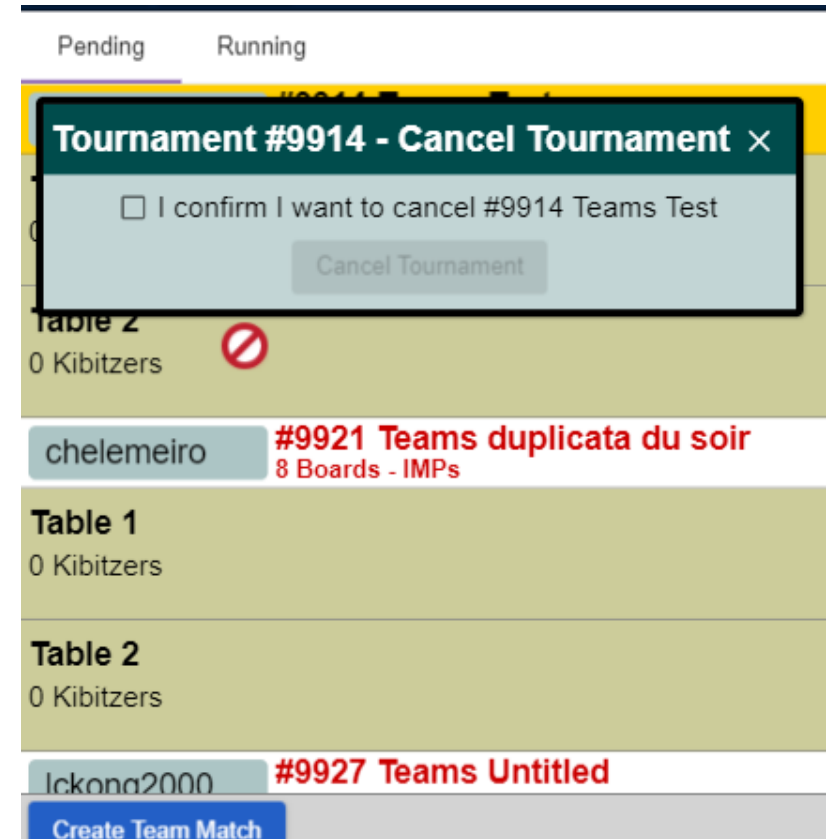 Pending Running
Tournament #9914 - Cancel Tournament ×
I confirm I want to cancel #9914 Teams Test
Cancel Tournament
Table 2
0 Kibitzers
chelemeiro #9921 Teams duplicata du soir
8 Boards - IMPs
Table 1
0 Kibitzers
Table 2
0 Kibitzers
lckong2000 #9927 Teams Untitled
Create Team Match